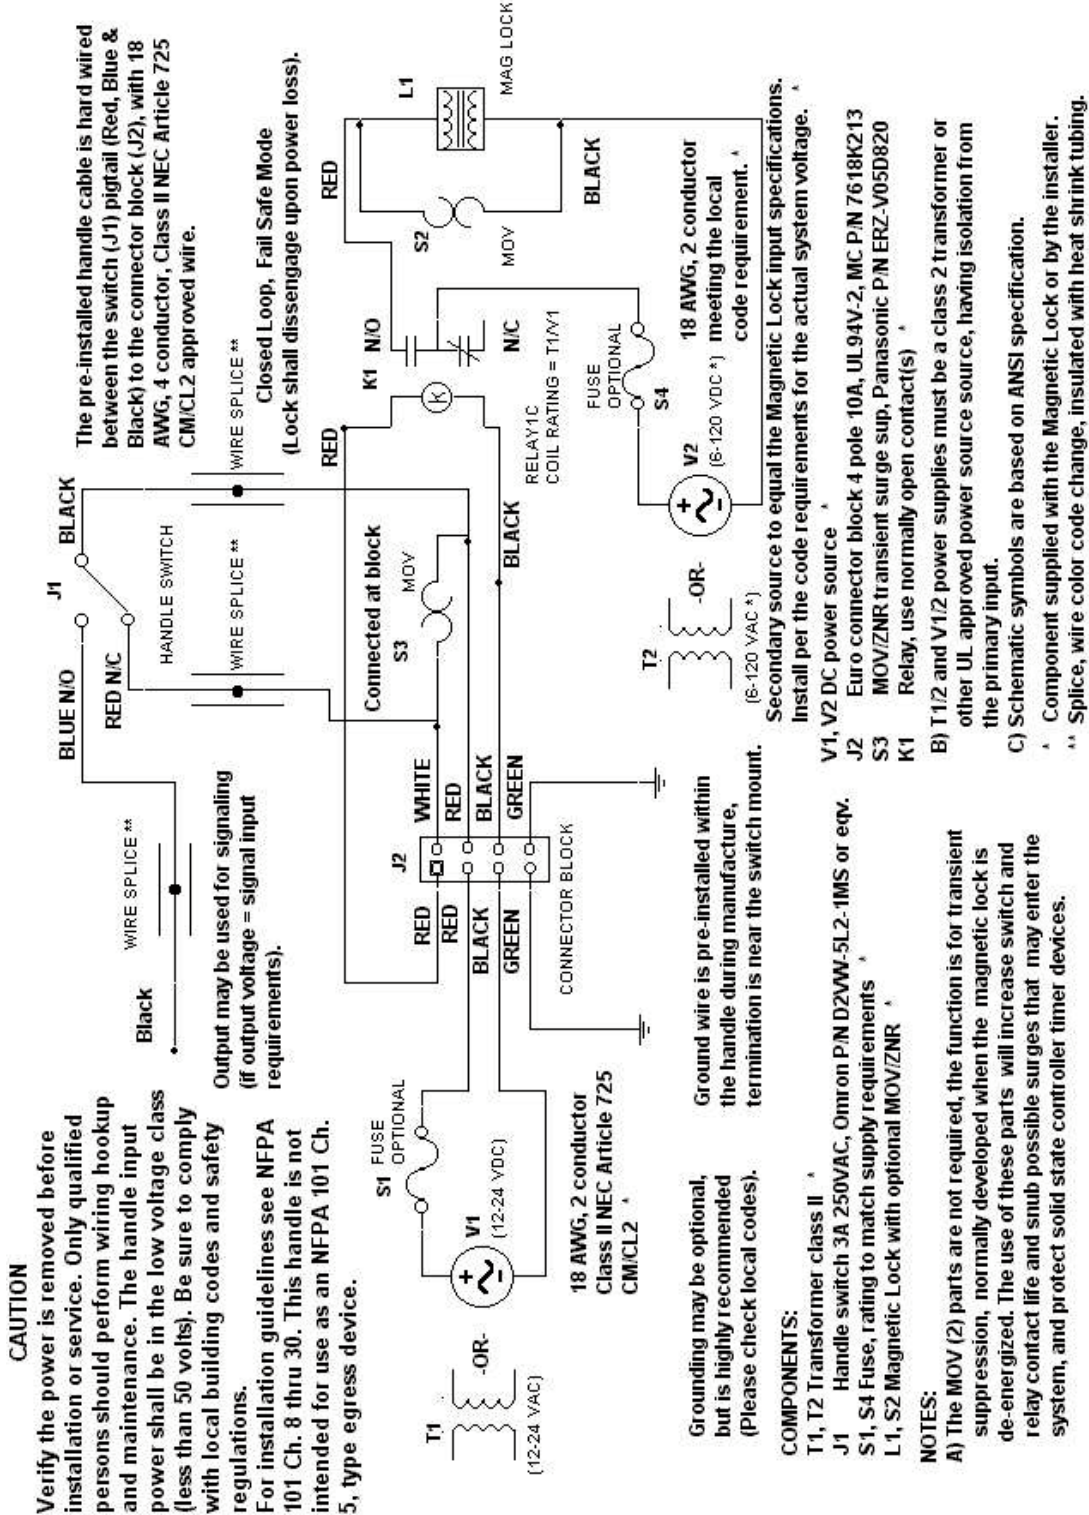 CAUTION
Verify the power is removed before
installation or service. Only qualified
persons should perform wiring hookup
and maintenance. The handle input
power shall be in the low voltage class
(less than 50 volts). Be sure to comply
with local building codes and safety
regulations.
For installation guidelines see NFPA
101 Ch. 8 thru 30. This handle is not
intended for use as an NFPA 101 Ch.
5, type egress device.
Black
WIRE SPLICE **
Output may be used for signaling
(if output voltage = signal input
requirements).
BLUE N/O
J1
BLACK
RED N/C
HANDLE SWITCH
WIRE SPLICE **
WIRE SPLICE **
The pre-installed handle cable is hard wired
between the switch (J1) pigtail (Red, Blue &
Black) to the connector block (J2), with 18
AWG, 4 conductor, Class II NEC Article 725
CM/CL2 approved wire.
Closed Loop, Fail Safe Mode
(Lock shall dissengage upon power loss).
T1
-OR-
(12-24 VAC)
V1
(12-24 VDC)
S1
FUSE
OPTIONAL
18 AWG, 2 conductor
Class II NEC Article 725
CM/CL2 *
J2
RED
RED
BLACK
GREEN
WHITE
RED
BLACK
GREEN
CONNECTOR BLOCK
Connected at block
S3
MOV
RED
BLACK
K1
K
N/O
N/C
RELAY1C
COIL RATING = T1/V1
RED
S2
MOV
L1
MAG LOCK
BLACK
FUSE
OPTIONAL
S4
18 AWG, 2 conductor
meeting the local
code requirement. *
T2
-OR-
(6-120 VAC *)
V2
(6-120 VDC *)
Grounding may be optional,
but is highly recommended
(Please check local codes).
Ground wire is pre-installed within
the handle during manufacture,
termination is near the switch mount.
Secondary source to equal the Magnetic Lock input specifications.
Install per the code requirements for the actual system voltage. *
COMPONENTS:
T1, T2 Transformer class II *
J1 Handle switch 3A 250VAC, Omron P/N D2VW-5L2-1MS or eqv.
S1, S4 Fuse, rating to match supply requirements *
L1, S2 Magnetic Lock with optional MOV/ZNR *
V1, V2 DC power source *
J2 Euro connector block 4 pole 10A, UL94V-2, MC P/N 7618K213
S3 MOV/ZNR transient surge sup, Panasonic P/N ERZ-V05D820
K1 Relay, use normally open contact(s) *
NOTES:
A) The MOV (2) parts are not required, the function is for transient
suppression, normally developed when the magnetic lock is
de-energized. The use of these parts will increase switch and
relay contact life and snub possible surges that may enter the
system, and protect solid state controller timer devices.
B) T1/2 and V1/2 power supplies must be a class 2 transformer or
other UL approved power source source, having isolation from
the primary input.
C) Schematic symbols are based on ANSI specification.
* Component supplied with the Magnetic Lock or by the installer.
** Splice, wire color code change, insulated with heat shrink tubing.